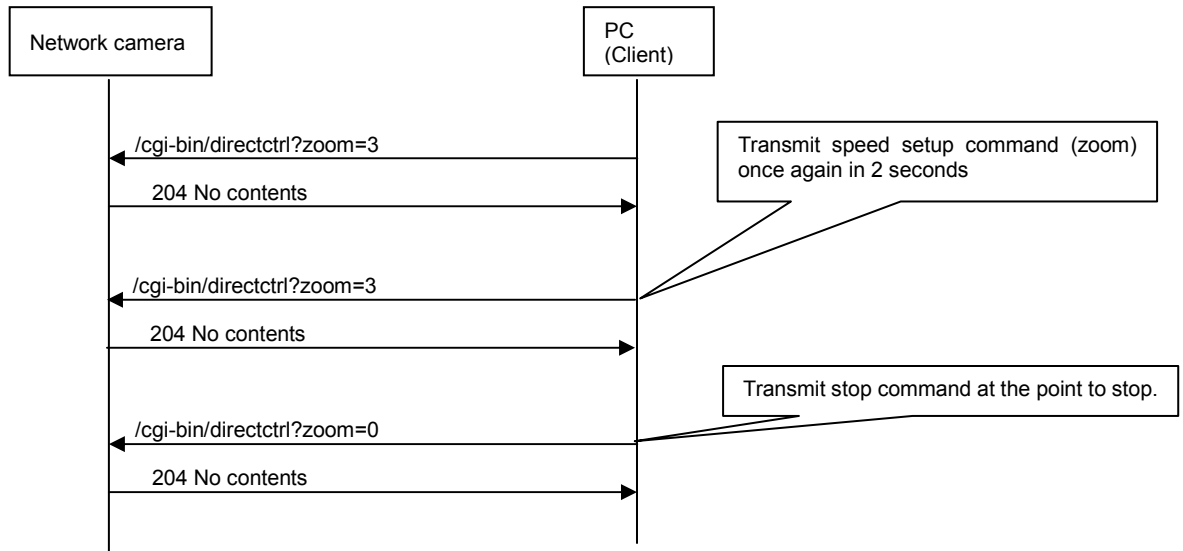 Network camera
PC
(Client)
/cgi-bin/directctrl?zoom=3
Transmit speed setup command (zoom)
once again in 2 seconds
204 No contents
/cgi-bin/directctrl?zoom=3
204 No contents
Transmit stop command at the point to stop.
/cgi-bin/directctrl?zoom=0
204 No contents